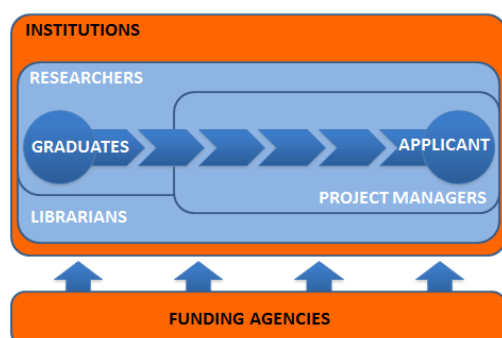 INSTITUTIONS
RESEARCHERS
GRADUATES
APPLICANT
PROJECT MANAGERS
LIBRARIANS
FUNDING AGENCIES